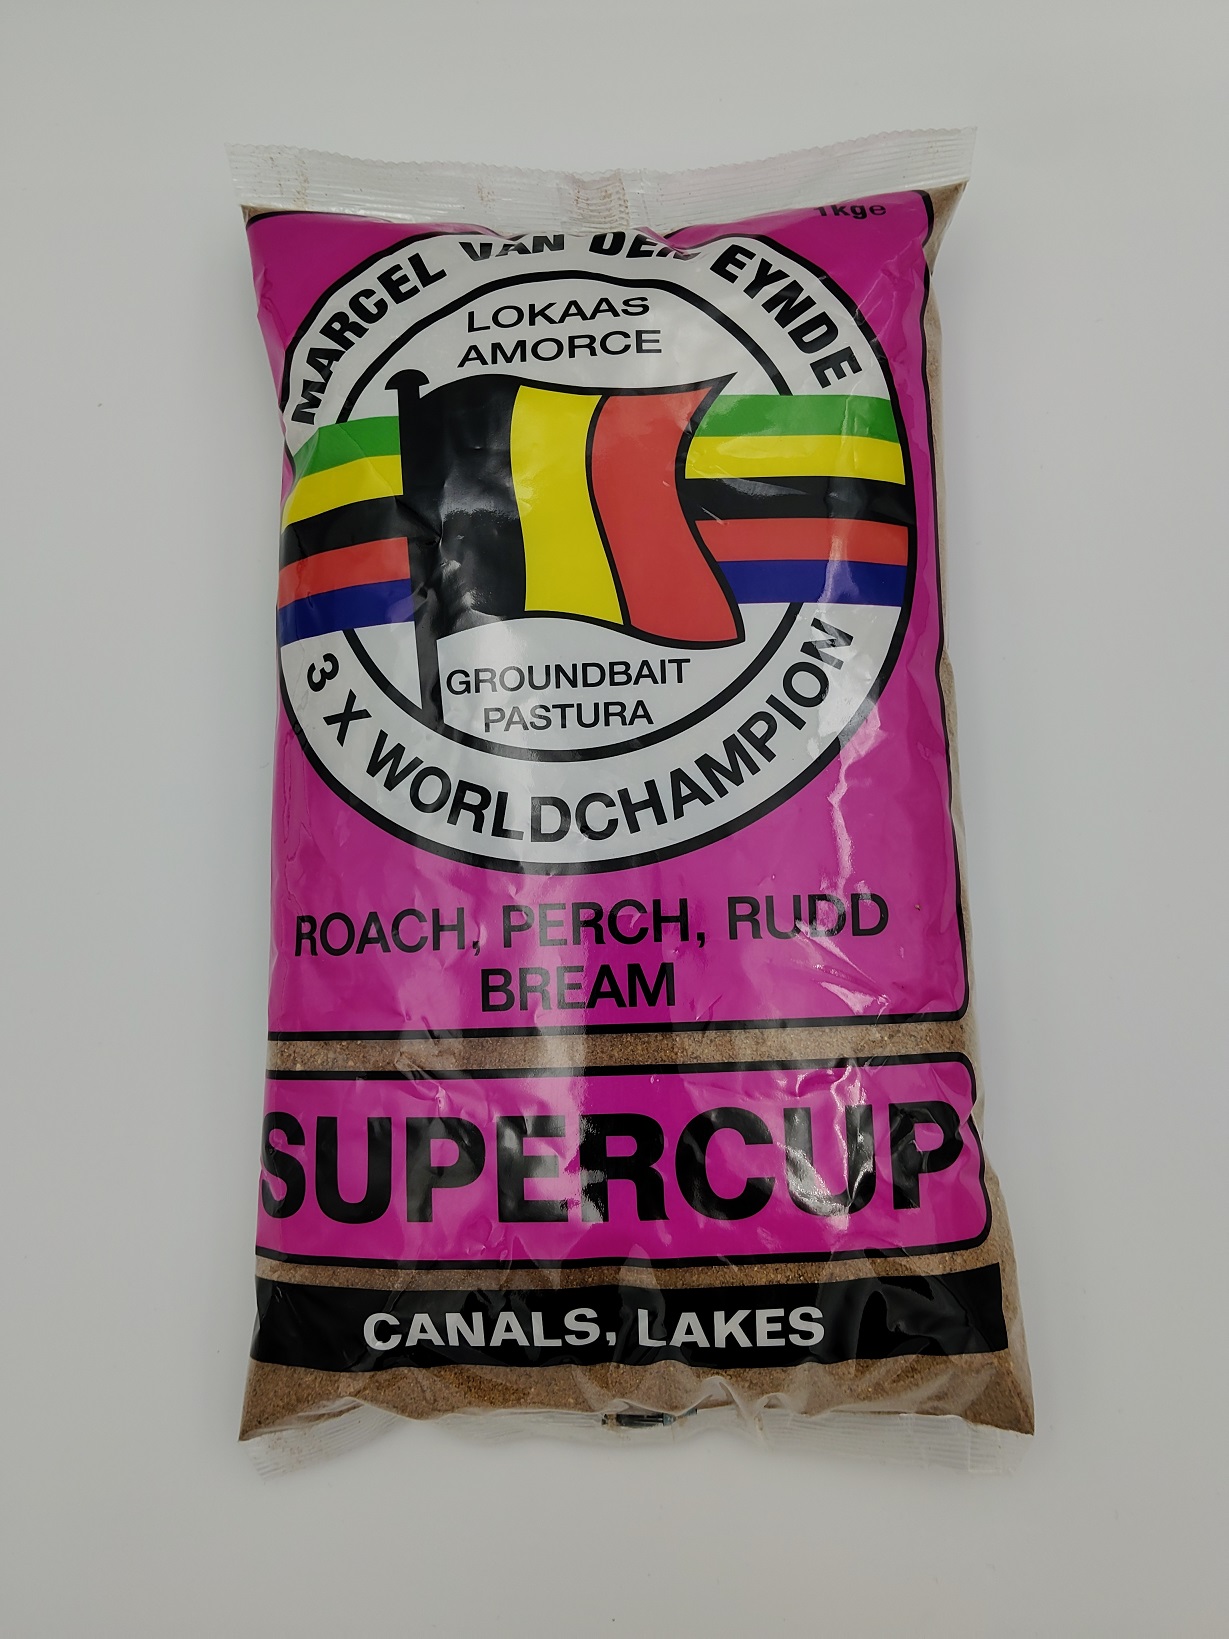 1kge
MARCEL VAN DEN EYNDE
LOKAAS
AMORCE
GROUNDBAIT
PASTURA
3 X WORLDCHAMPION
ROACH, PERCH, RUDD
BREAM
SUPERCUP
CANALS, LAKES